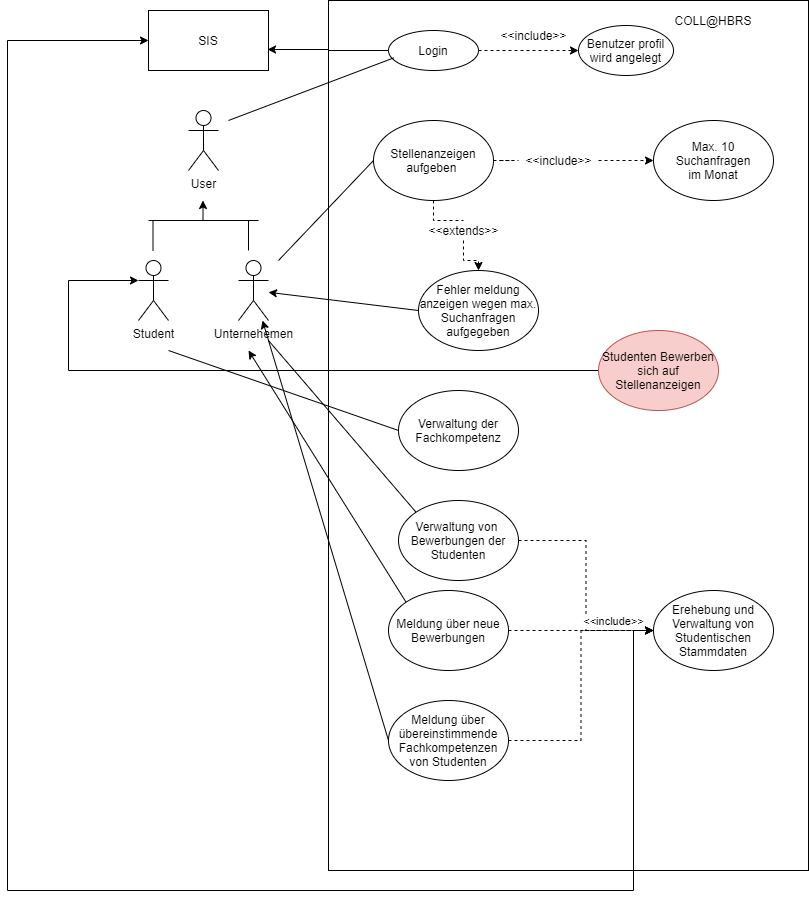 COLL@HBRS
SIS
Login
<<include>>
Benutzer profil
wird angelegt
User
Stellenanzeigen
aufgeben
<<include>>
Max. 10
Suchanfragen
im Monat
<<extends>>
Student
Unternehemen
Fehler meldung
anzeigen wegen max.
Suchanfragen
aufgegeben
Studenten Bewerben
sich auf
Stellenanzeigen
Verwaltung der
Fachkompetenz
Verwaltung von
Bewerbungen der
Studenten
Meldung über neue
Bewerbungen
<<include>>
Erehebung und
Verwaltung von
Studentischen
Stammdaten
Meldung über
übereinstimmende
Fachkompetenzen
von Studenten